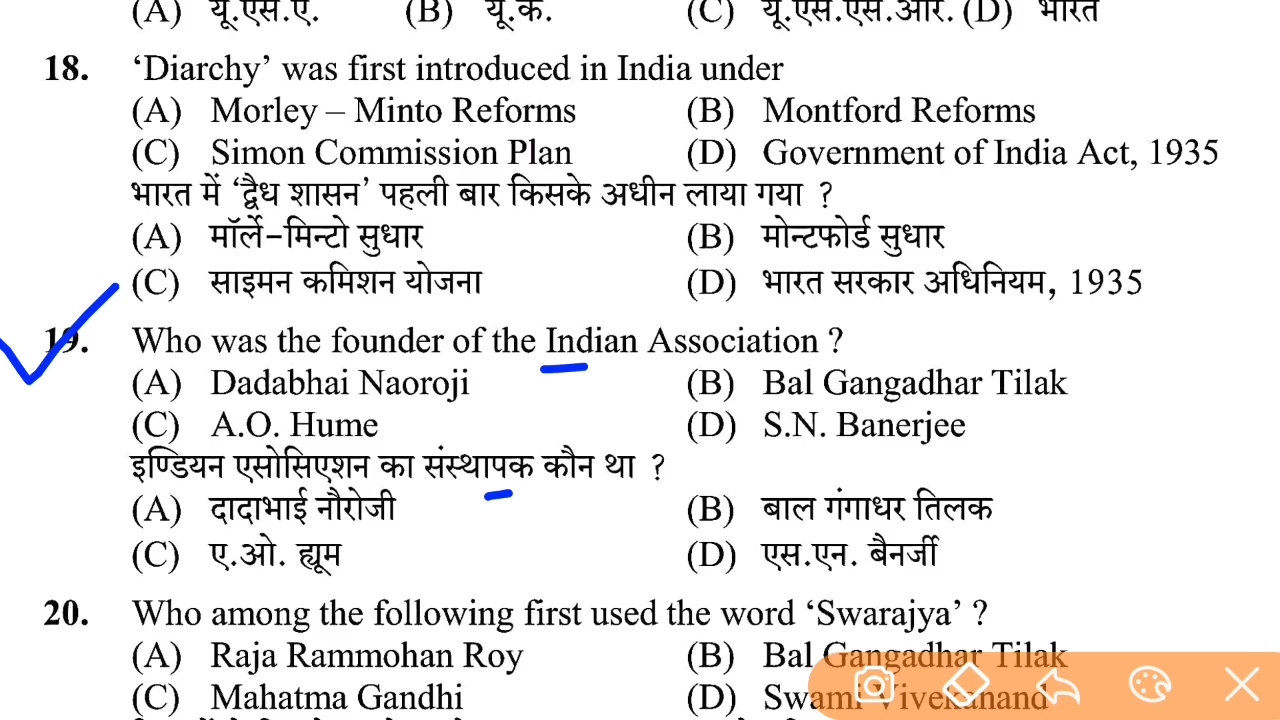 (A) यू.एस.ए. (B) यू.के. (C) यू.एस.एस.आर. (D) भारत
18. ‘Diarchy’ was first introduced in India under
(A) Morley – Minto Reforms (B) Montford Reforms
(C) Simon Commission Plan (D) Government of India Act, 1935
भारत में ‘द्वैध शासन’ पहली बार किसके अधीन लाया गया ?
(A) मॉर्ले-मिन्टो सुधार (B) मोन्टफोर्ड सुधार
(C) साइमन कमिशन योजना (D) भारत सरकार अधिनियम, 1935
19. Who was the founder of the Indian Association ?
(A) Dadabhai Naoroji (B) Bal Gangadhar Tilak
(C) A.O. Hume (D) S.N. Banerjee
इण्डियन एसोसिएशन का संस्थापक कौन था ?
(A) दादाभाई नौरोजी (B) बाल गंगाधर तिलक
(C) ए.ओ. ह्यूम (D) एस.एन. बैनर्जी
20. Who among the following first used the word ‘Swarajya’ ?
(A) Raja Rammohan Roy (B) Bal Gangadhar Tilak
(C) Mahatma Gandhi (D) Swami Vivekanand